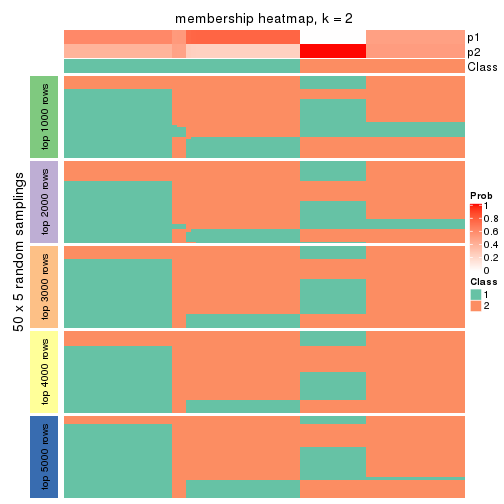 membership heatmap, k = 2
p1
p2
Class
50 x 5 random samplings
top 1000 rows
top 2000 rows
top 3000 rows
top 4000 rows
top 5000 rows
Prob
1
0.8
0.6
0.4
0.2
0
Class
1
2